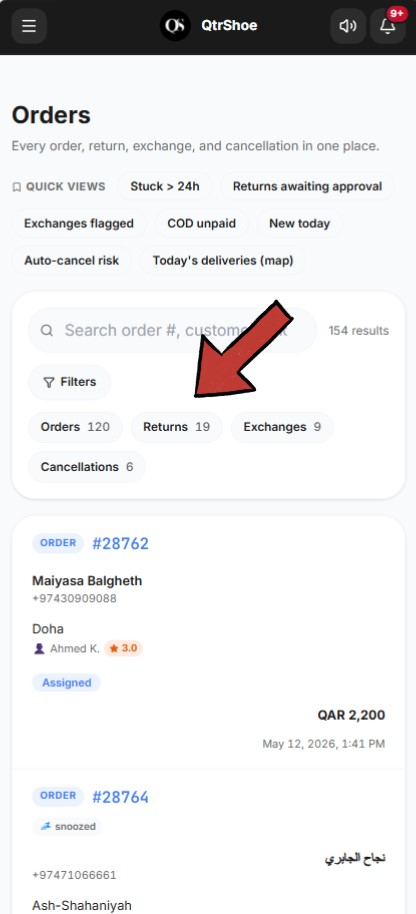 9+
QS QtrShoe
Orders
Every order, return, exchange, and cancellation in one place.
QUICK VIEWS Stuck > 24h Returns awaiting approval
Exchanges flagged COD unpaid New today
Auto-cancel risk Today's deliveries (map)
Search order #, custome 154 results
Filters
Orders 120 Returns 19 Exchanges 9
Cancellations 6
ORDER #28762
Maiyasa Balgheth
+97430909088
Doha
Ahmed K. ★ 3.0
Assigned
QAR 2,200
May 12, 2026, 1:41 PM
ORDER #28764
snoozed
نجاح الجابري
+97471066661
Ash-Shahaniyah